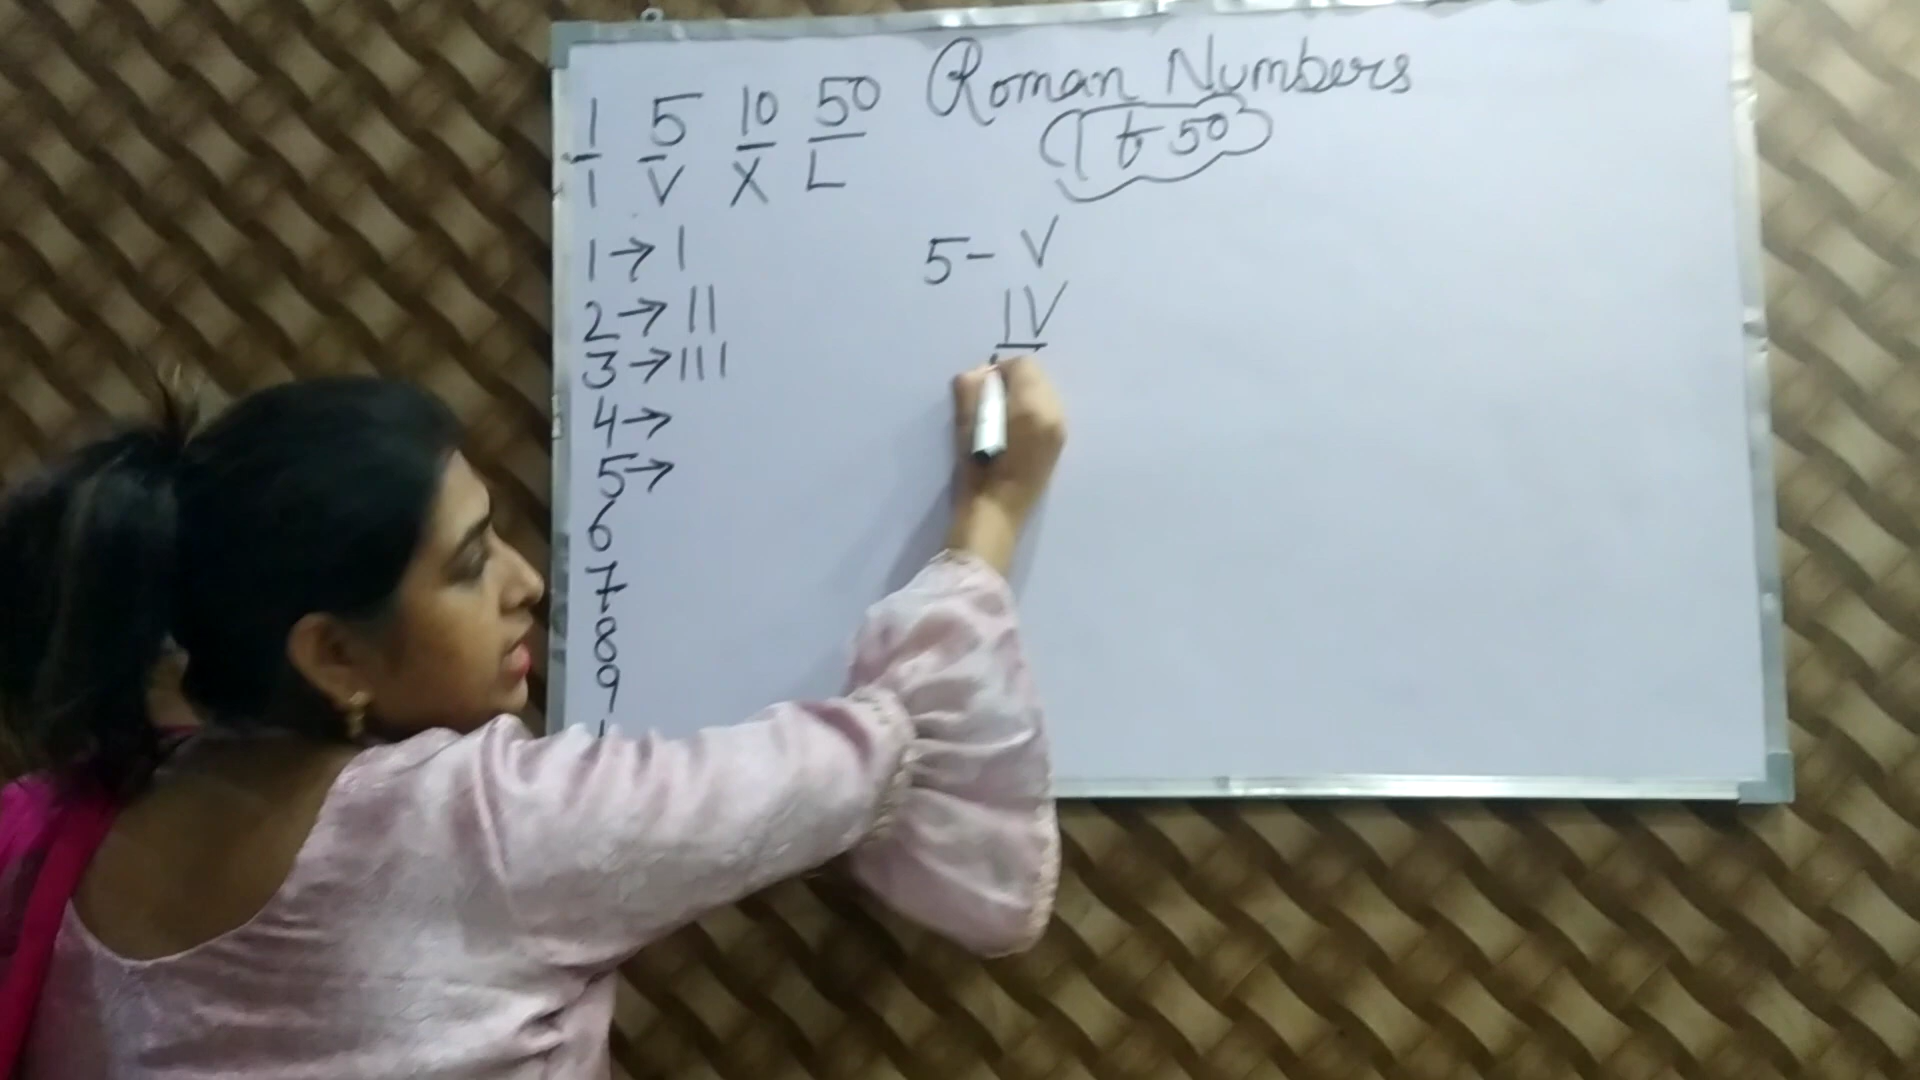 Roman Numbers
1 to 50
1 5 10 50
I V X L
1 → I
2 → II
3 → III
4 →
5 →
6
7
8
9
5 - V
IV